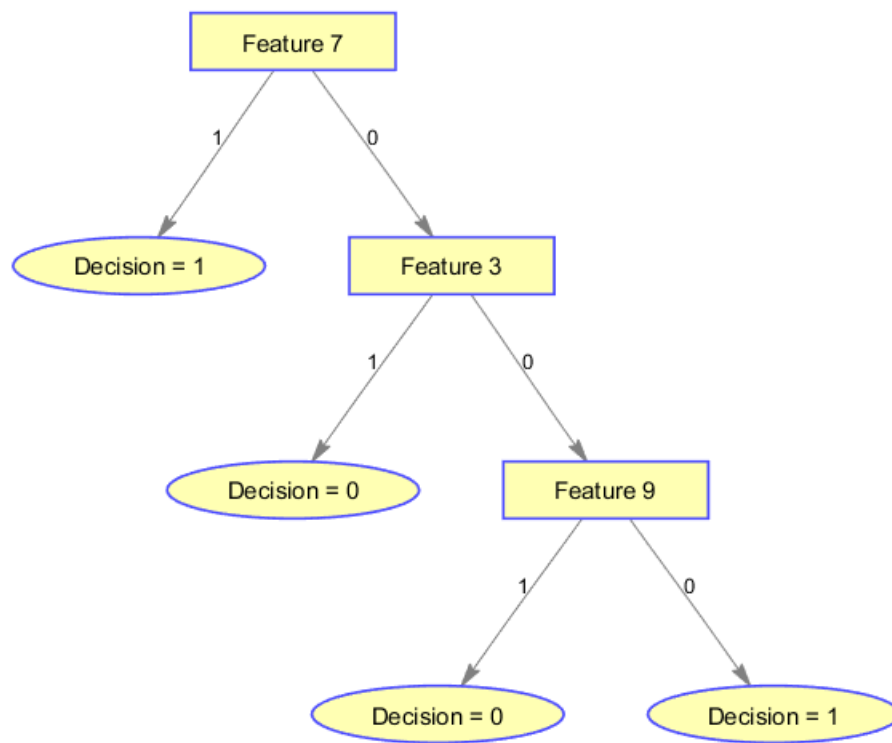 Feature 7
1
0
Decision = 1
Feature 3
1
0
Decision = 0
Feature 9
1
0
Decision = 0
Decision = 1